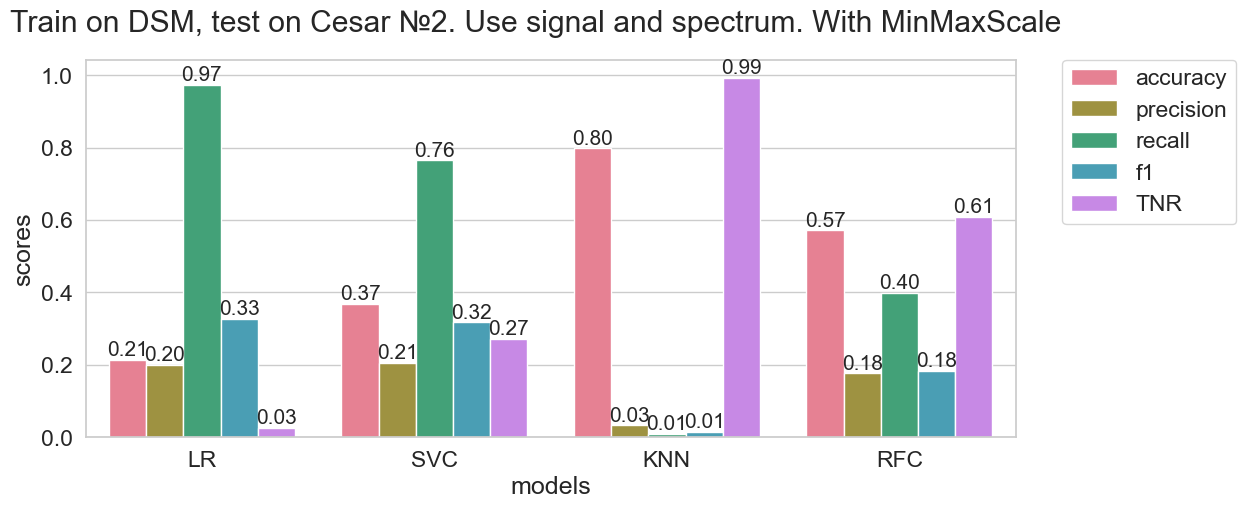 Train on DSM, test on Cesar №2. Use signal and spectrum. With MinMaxScale
1.0
0.8
0.6
0.4
0.2
0.0
scores
0.21
0.20
0.97
0.33
0.03
0.37
0.21
0.76
0.32
0.27
0.80
0.03
0.01
0.01
0.99
0.57
0.18
0.40
0.18
0.61
LR
SVC
KNN
RFC
models
accuracy
precision
recall
f1
TNR